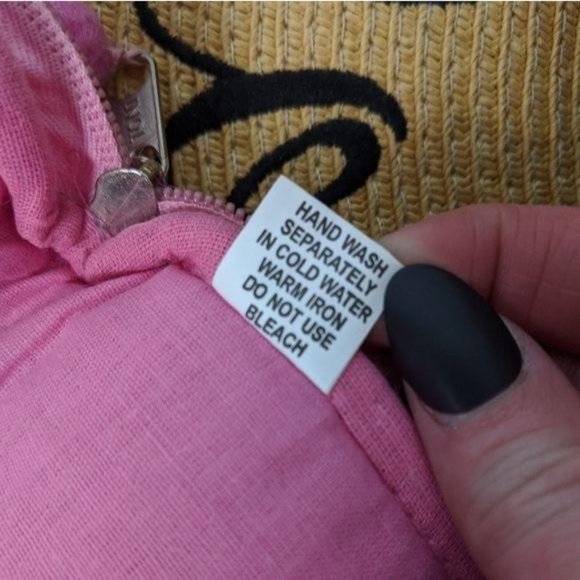 HAND WASH
SEPARATELY
IN COLD WATER
WARM IRON
DO NOT USE
BLEACH